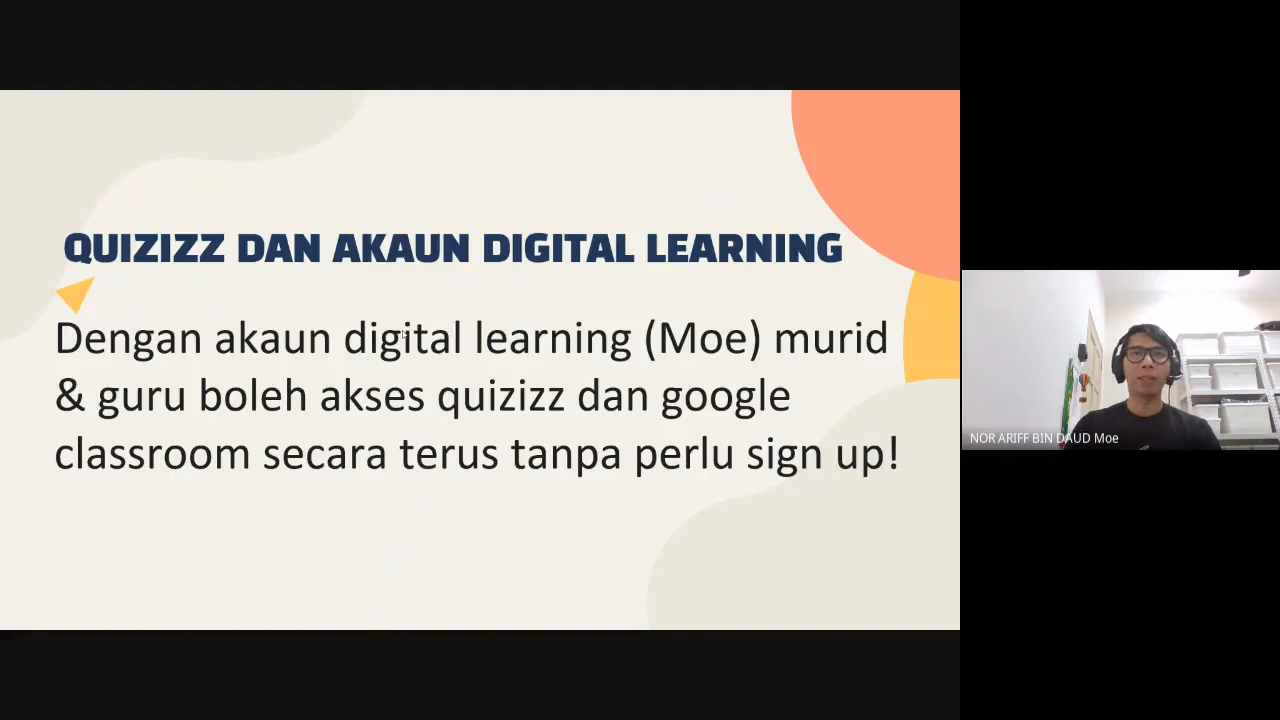 QUIZIZZ DAN AKAUN DIGITAL LEARNING
Dengan akaun digital learning (Moe) murid
& guru boleh akses quizizz dan google
classroom secara terus tanpa perlu sign up!
NOR ARIFF BIN DAUD Moe